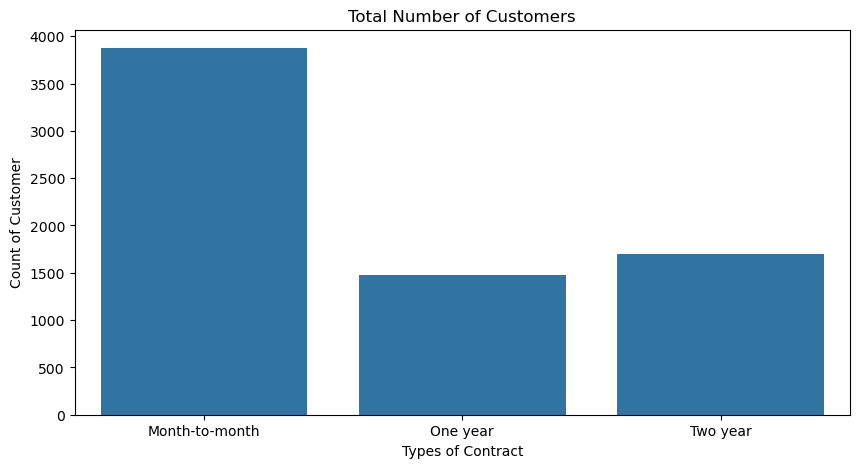 Total Number of Customers
Count of Customer
4000
3500
3000
2500
2000
1500
1000
500
0
Month-to-month
One year
Two year
Types of Contract